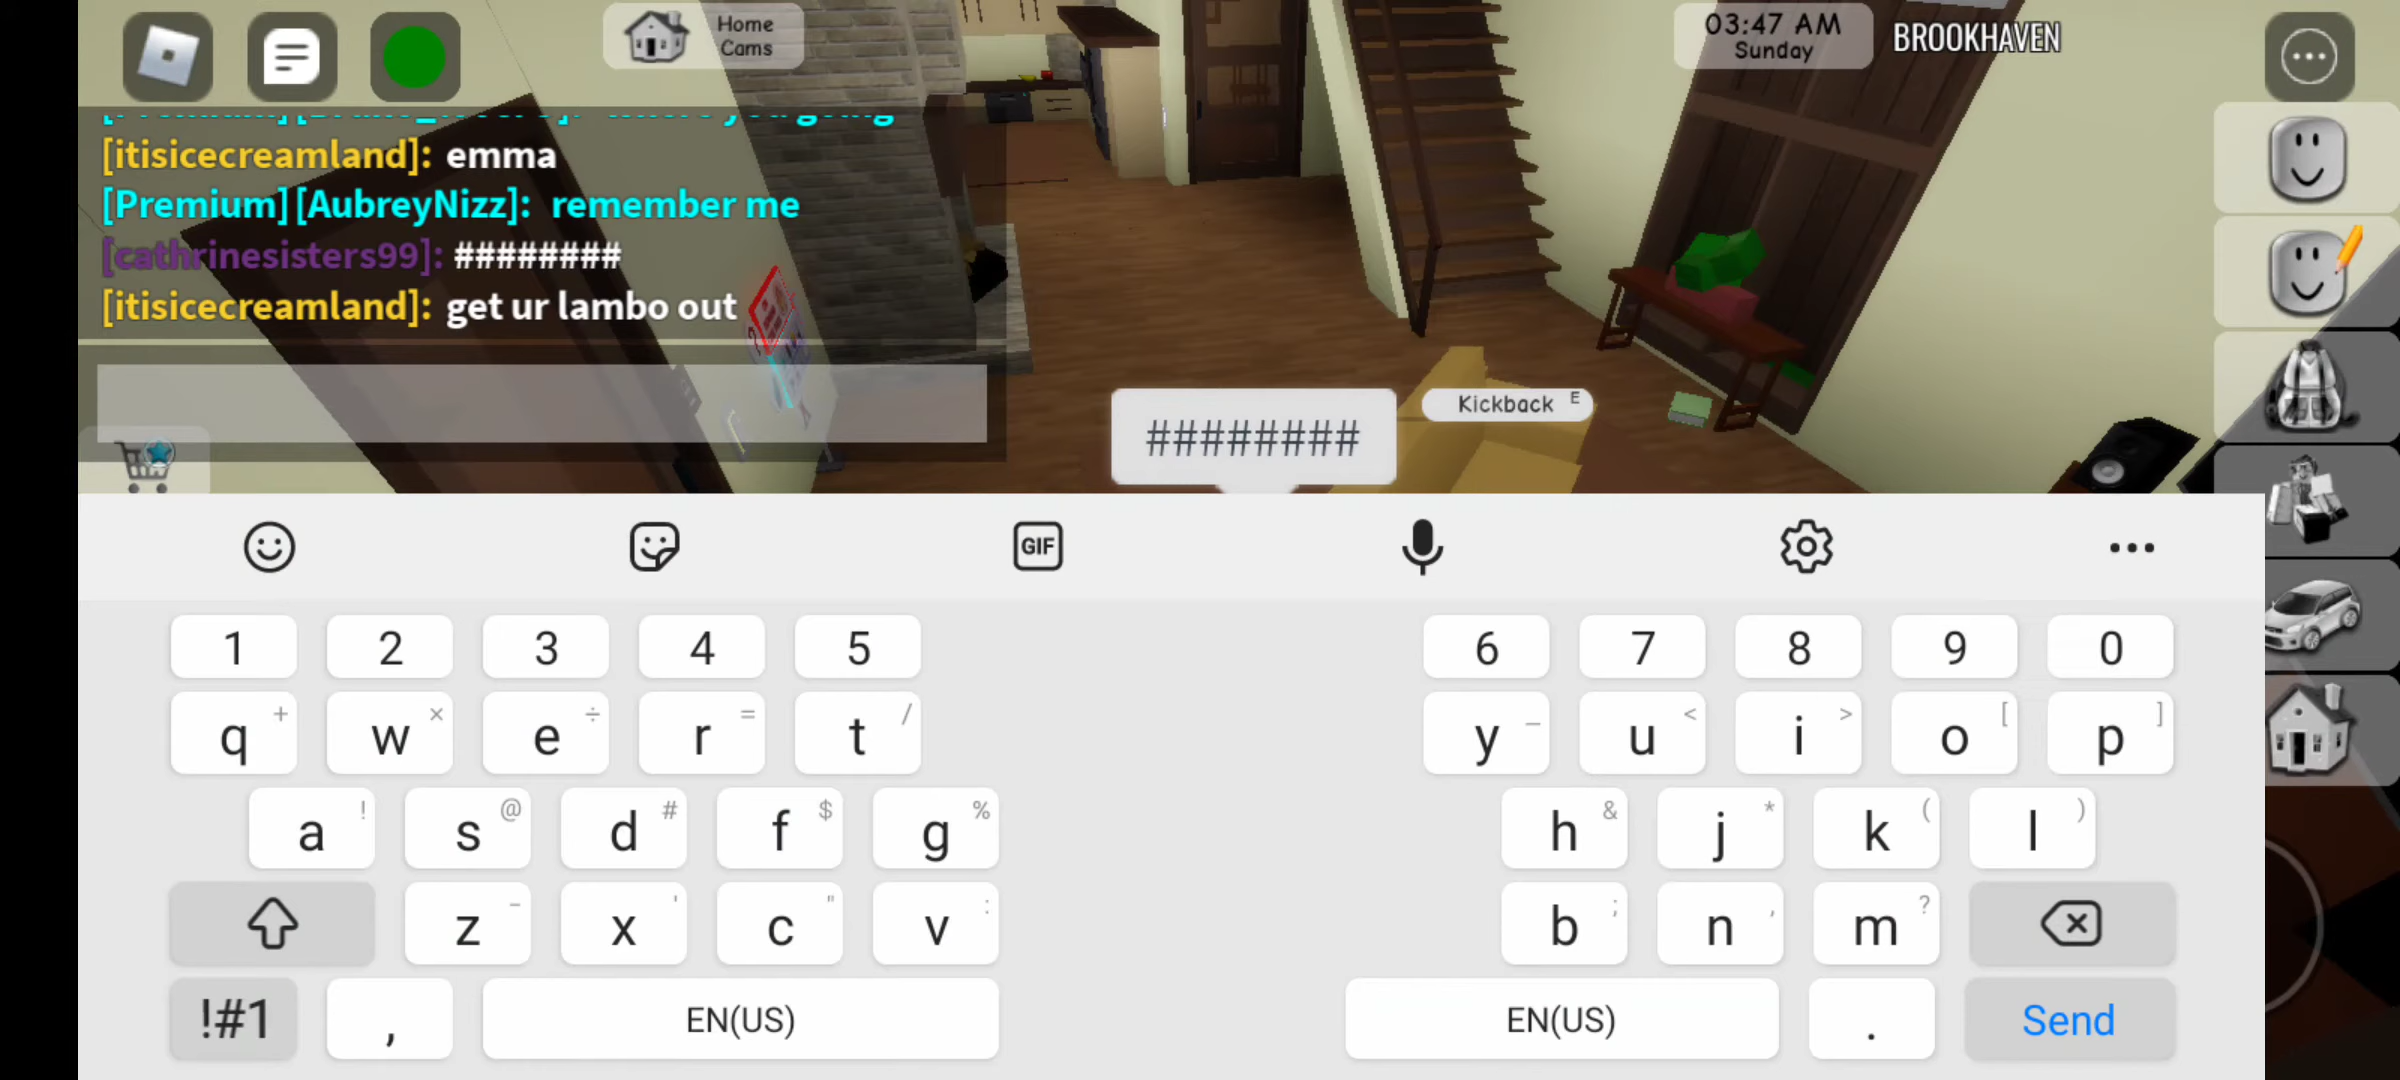 Home
Cams
03:47 AM
Sunday
BROOKHAVEN
[itisicecreamland]: emma
[Premium][AubreyNizz]: remember me
[cathrinesisters99]: ########
[itisicecreamland]: get ur lambo out
########
Kickback E
GIF
1 2 3 4 5 6 7 8 9 0
q + w × e ÷ r = t / y _ u < i > o [ p ]
a ! s @ d # f $ g % h & j * k ( l )
z - x ' c " v : b ; n , m ?
!#1 , EN(US) EN(US) . Send